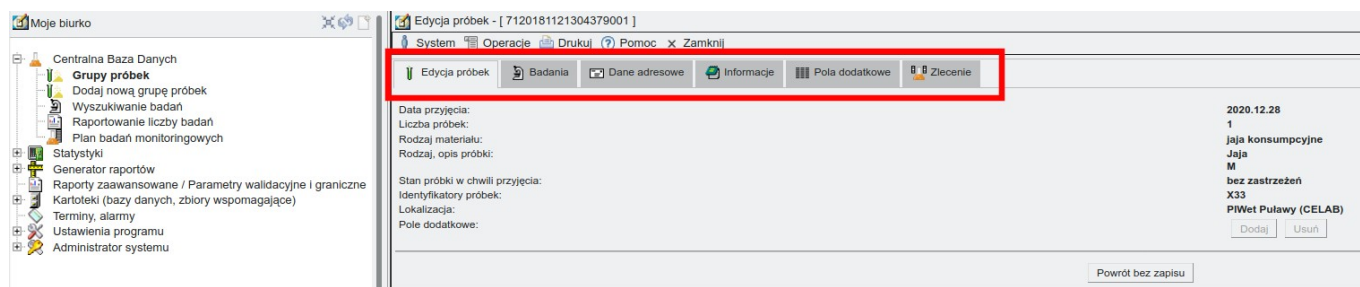 Moje biurko
Centralna Baza Danych
Grupy próbek
Dodaj nową grupę próbek
Wyszukiwanie badań
Raportowanie liczby badań
Plan badań monitoringowych
Statystyki
Generator raportów
Raporty zaawansowane / Parametry walidacyjne i graniczne
Kartoteki (bazy danych, zbiory wspomagające)
Terminy, alarmy
Ustawienia programu
Administrator systemu
Edycja próbek - [ 7120181121304379001 ]
System Operacje Drukuj Pomoc x Zamknij
Edycja próbek Badania Dane adresowe Informacje Pola dodatkowe Zlecenie
Data przyjęcia: 2020.12.28
Liczba próbek: 1
Rodzaj materiału: jaja konsumpcyjne
Rodzaj, opis próbki: Jaja
M
Stan próbki w chwili przyjęcia: bez zastrzeżeń
Identyfikatory próbek: X33
Lokalizacja: PIWet Puławy (CELAB)
Pole dodatkowe: Dodaj Usuń
Powrót bez zapisu